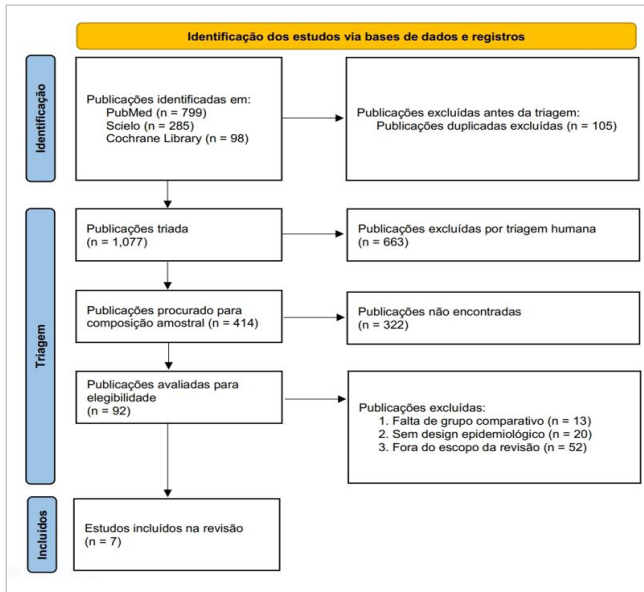 Identificação dos estudos via bases de dados e registros
Identificação
Publicações identificadas em:
PubMed (n = 799)
Scielo (n = 285)
Cochrane Library (n = 98)
Publicações excluídas antes da triagem:
Publicações duplicadas excluídas (n = 105)
Triagem
Publicações triada
(n = 1,077)
Publicações excluídas por triagem humana
(n = 663)
Publicações procurado para
composição amostral (n = 414)
Publicações não encontradas
(n = 322)
Publicações avaliadas para
elegibilidade
(n = 92)
Publicações excluídas:
1. Falta de grupo comparativo (n = 13)
2. Sem design epidemiológico (n = 20)
3. Fora do escopo da revisão (n = 52)
Incluídos
Estudos incluídos na revisão
(n = 7)